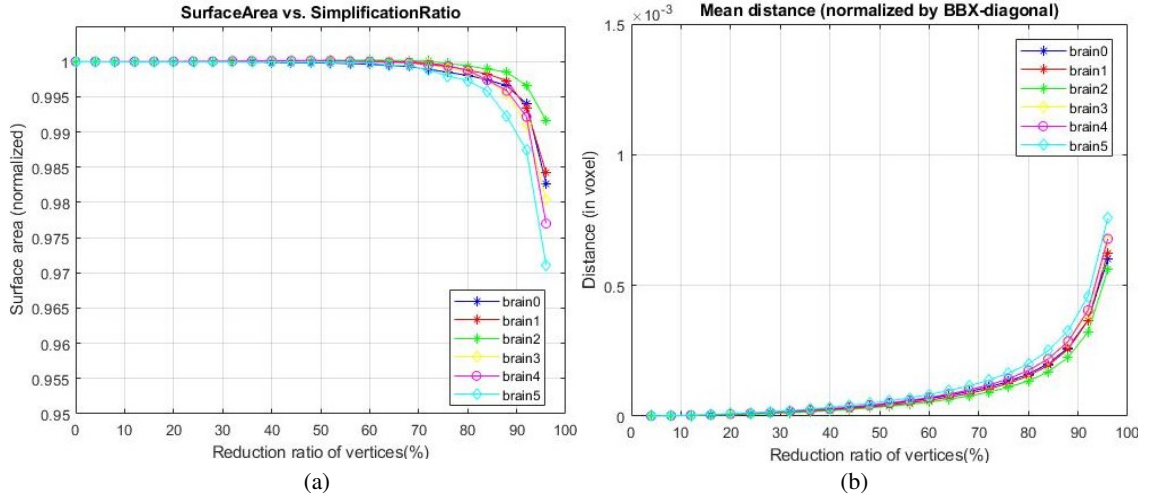 SurfaceArea vs. SimplificationRatio
Surface area (normalized)
1
0.995
0.99
0.985
0.98
0.975
0.97
0.965
0.96
0.955
0.95
0 10 20 30 40 50 60 70 80 90 100
Reduction ratio of vertices(%)
brain0
brain1
brain2
brain3
brain4
brain5
(a)
Mean distance (normalized by BBX-diagonal)
×10⁻³
Distance (in voxel)
1.5
1
0.5
0
0 10 20 30 40 50 60 70 80 90 100
Reduction ratio of vertices(%)
brain0
brain1
brain2
brain3
brain4
brain5
(b)